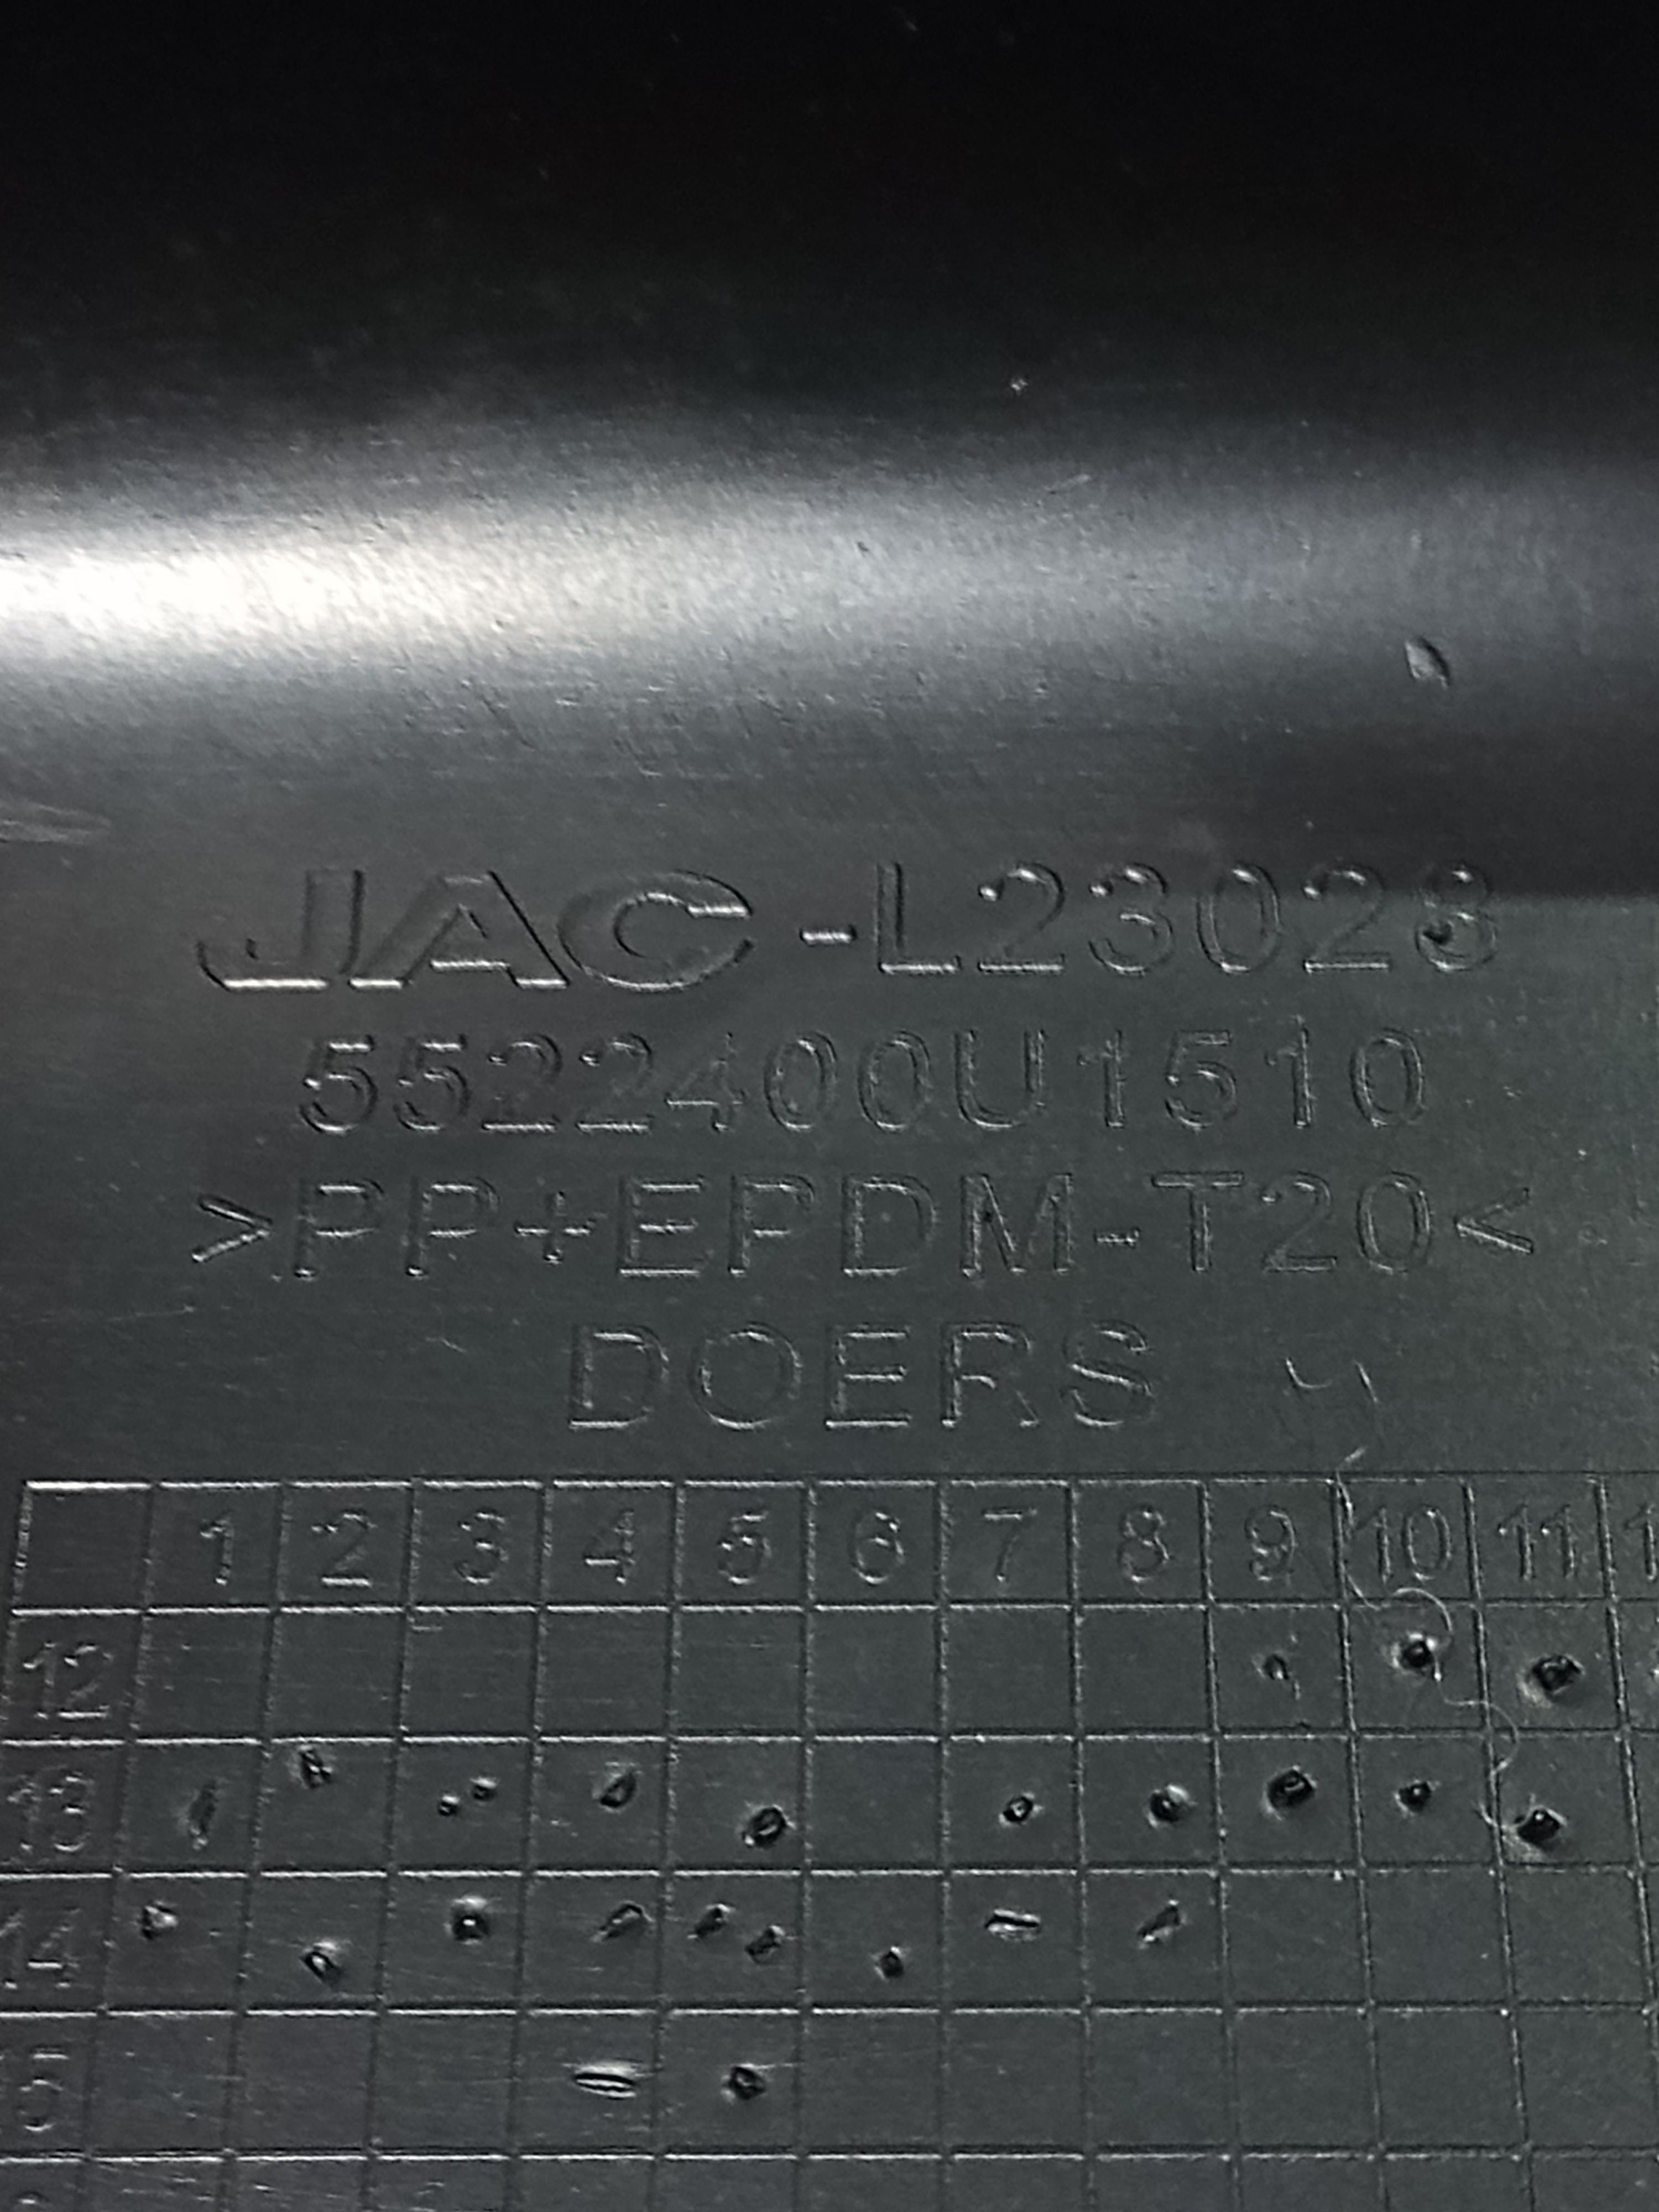 JAC-L23028
5522400U1510
>PP+EPDM-T20<
DOERS
1 2 3 4 5 6 7 8 9 10 11
12
13
14